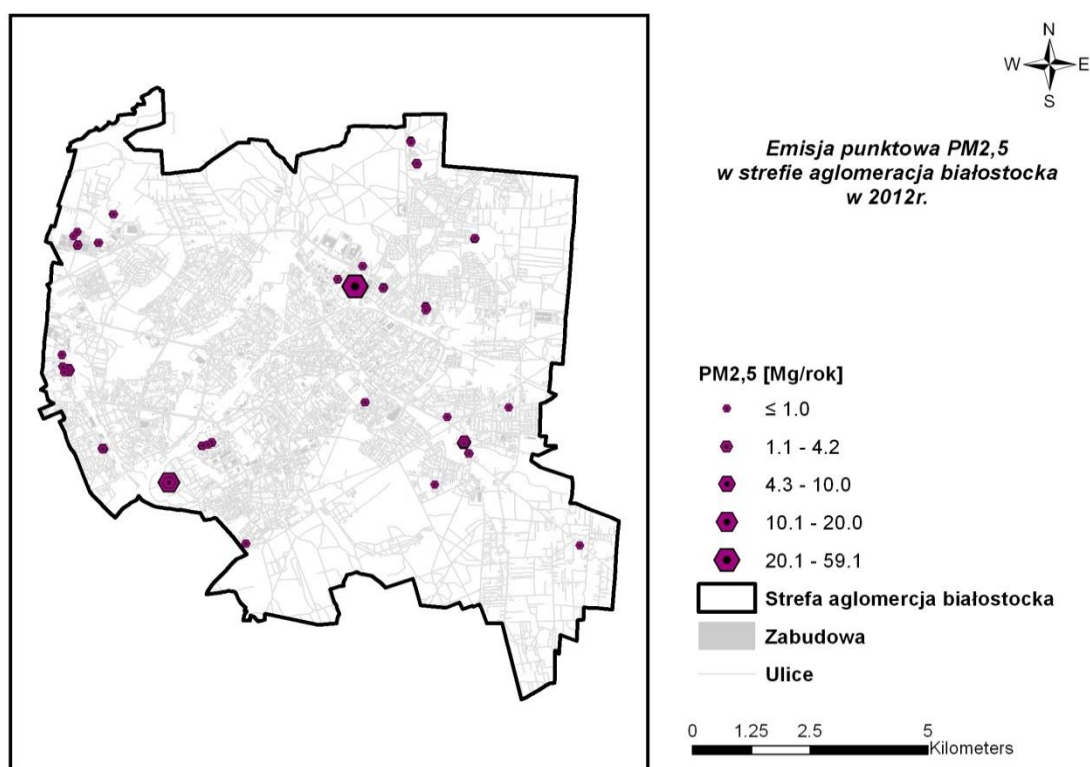 N
W E
S
Emisja punktowa PM2,5
w strefie aglomeracja białostocka
w 2012r.
PM2,5 [Mg/rok]
≤ 1.0
1.1 - 4.2
4.3 - 10.0
10.1 - 20.0
20.1 - 59.1
Strefa aglomercja białostocka
Zabudowa
Ulice
0 1.25 2.5 5
Kilometers